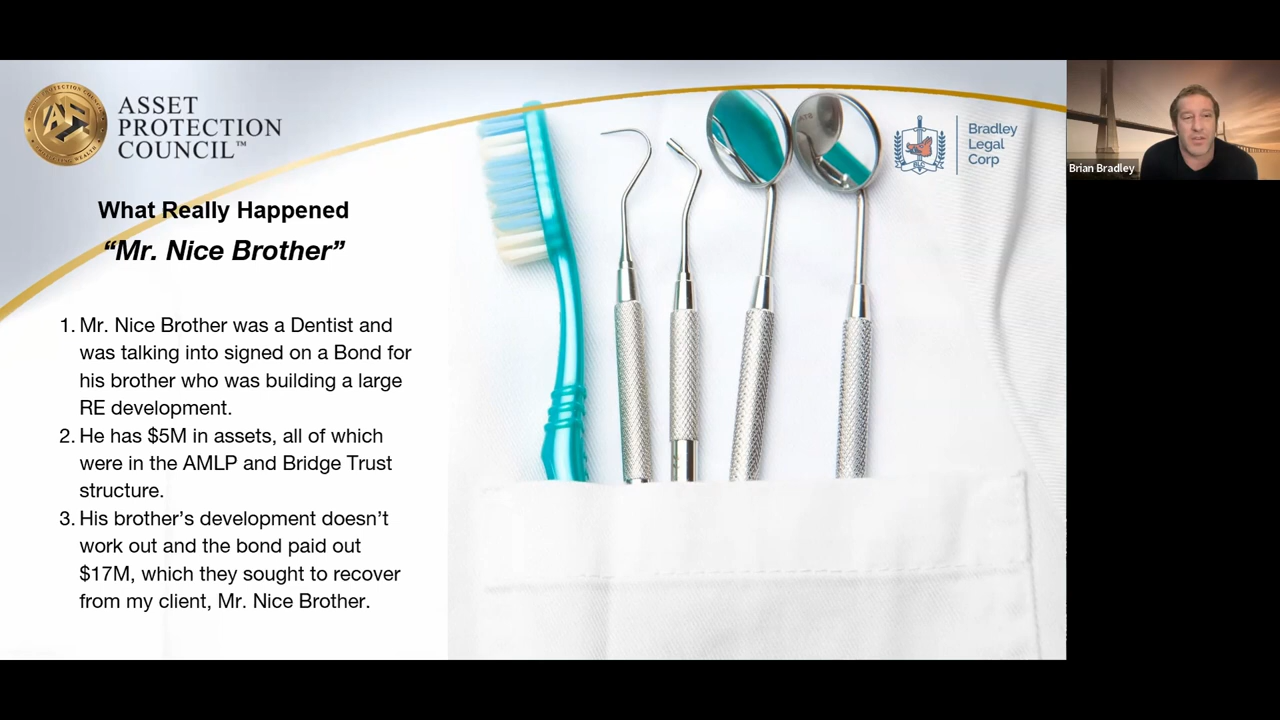 ASSET
PROTECTION
COUNCIL™
Bradley
Legal
Corp
Brian Bradley
What Really Happened
“Mr. Nice Brother”
1. Mr. Nice Brother was a Dentist and
was talking into signed on a Bond for
his brother who was building a large
RE development.
2. He has $5M in assets, all of which
were in the AMLP and Bridge Trust
structure.
3. His brother’s development doesn’t
work out and the bond paid out
$17M, which they sought to recover
from my client, Mr. Nice Brother.